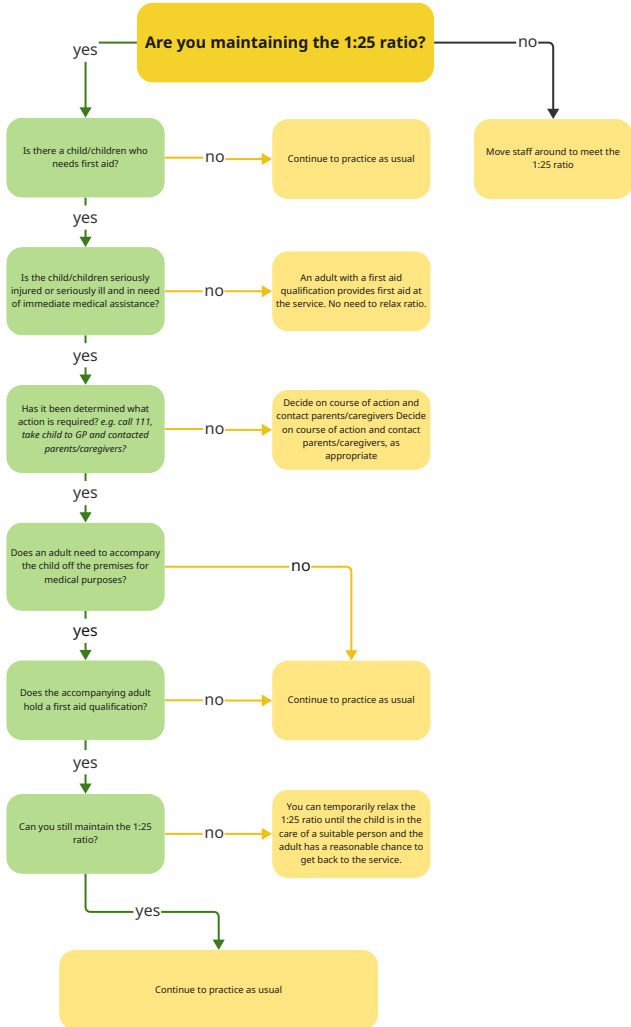 Are you maintaining the 1:25 ratio?
yes
no
Is there a child/children who
needs first aid?
no
Continue to practice as usual
Move staff around to meet the
1:25 ratio
yes
Is the child/children seriously
injured or seriously ill and in need
of immediate medical assistance?
no
An adult with a first aid
qualification provides first aid at
the service. No need to relax ratio.
yes
Has it been determined what
action is required? e.g. call 111,
take child to GP and contacted
parents/caregivers?
no
Decide on course of action and
contact parents/caregivers Decide
on course of action and contact
parents/caregivers, as
appropriate
yes
Does an adult need to accompany
the child off the premises for
medical purposes?
no
yes
Does the accompanying adult
hold a first aid qualification?
no
Continue to practice as usual
yes
Can you still maintain the 1:25
ratio?
no
You can temporarily relax the
1:25 ratio until the child is in the
care of a suitable person and the
adult has a reasonable chance to
get back to the service.
yes
Continue to practice as usual